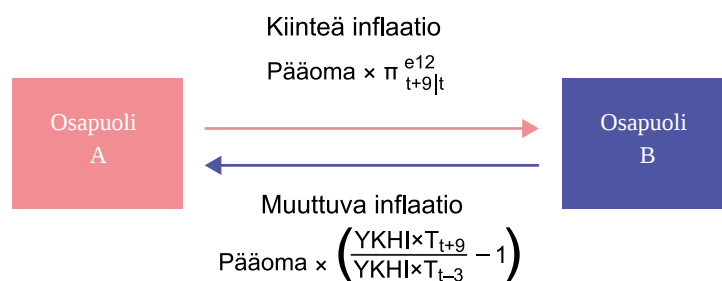 Kiinteä inflaatio
Pääoma × π e12 t+9|t
Osapuoli
A
Osapuoli
B
Muuttuva inflaatio
Pääoma × (YKHI×T t+9 / YKHI×T t–3 − 1)